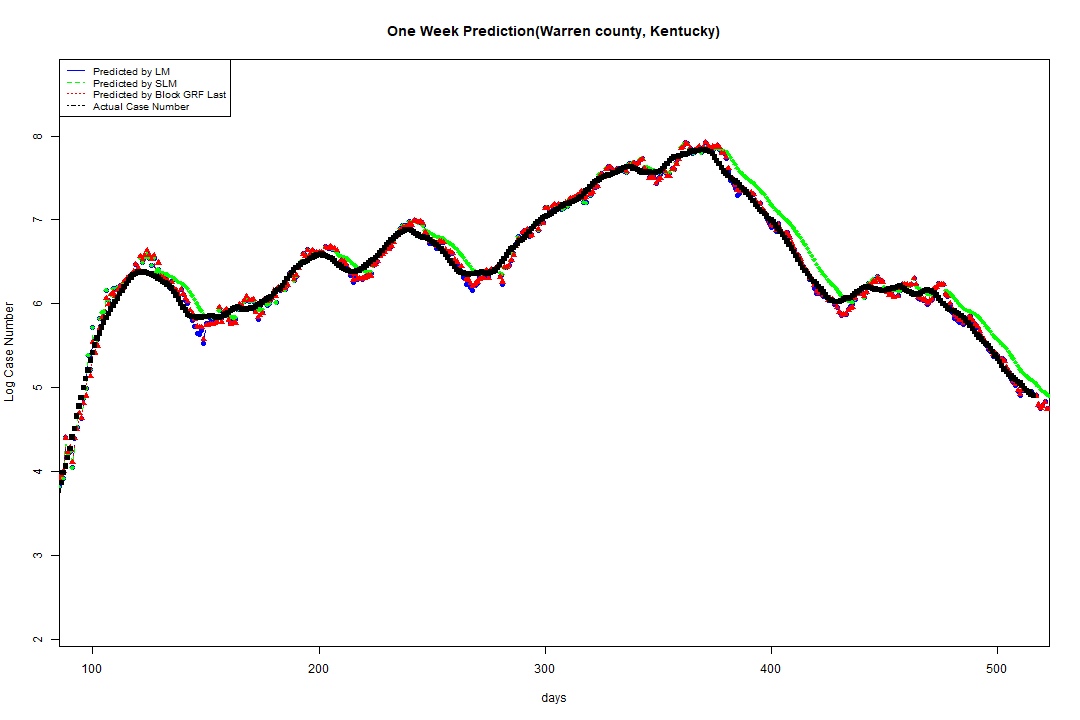 One Week Prediction(Warren county, Kentucky)
Predicted by LM
Predicted by SLM
Predicted by Block GRF Last
Actual Case Number
8
7
6
5
4
3
2
Log Case Number
100 200 300 400 500
days